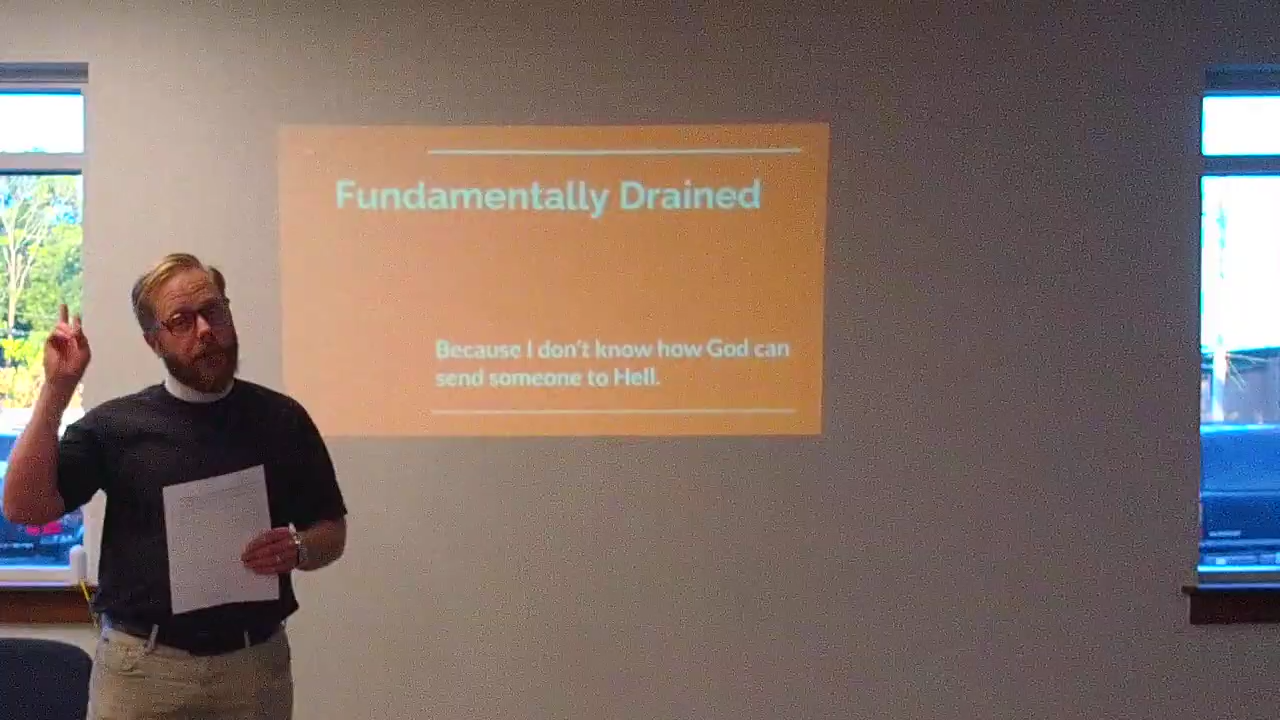 Fundamentally Drained
Because I don't know how God can
send someone to Hell.